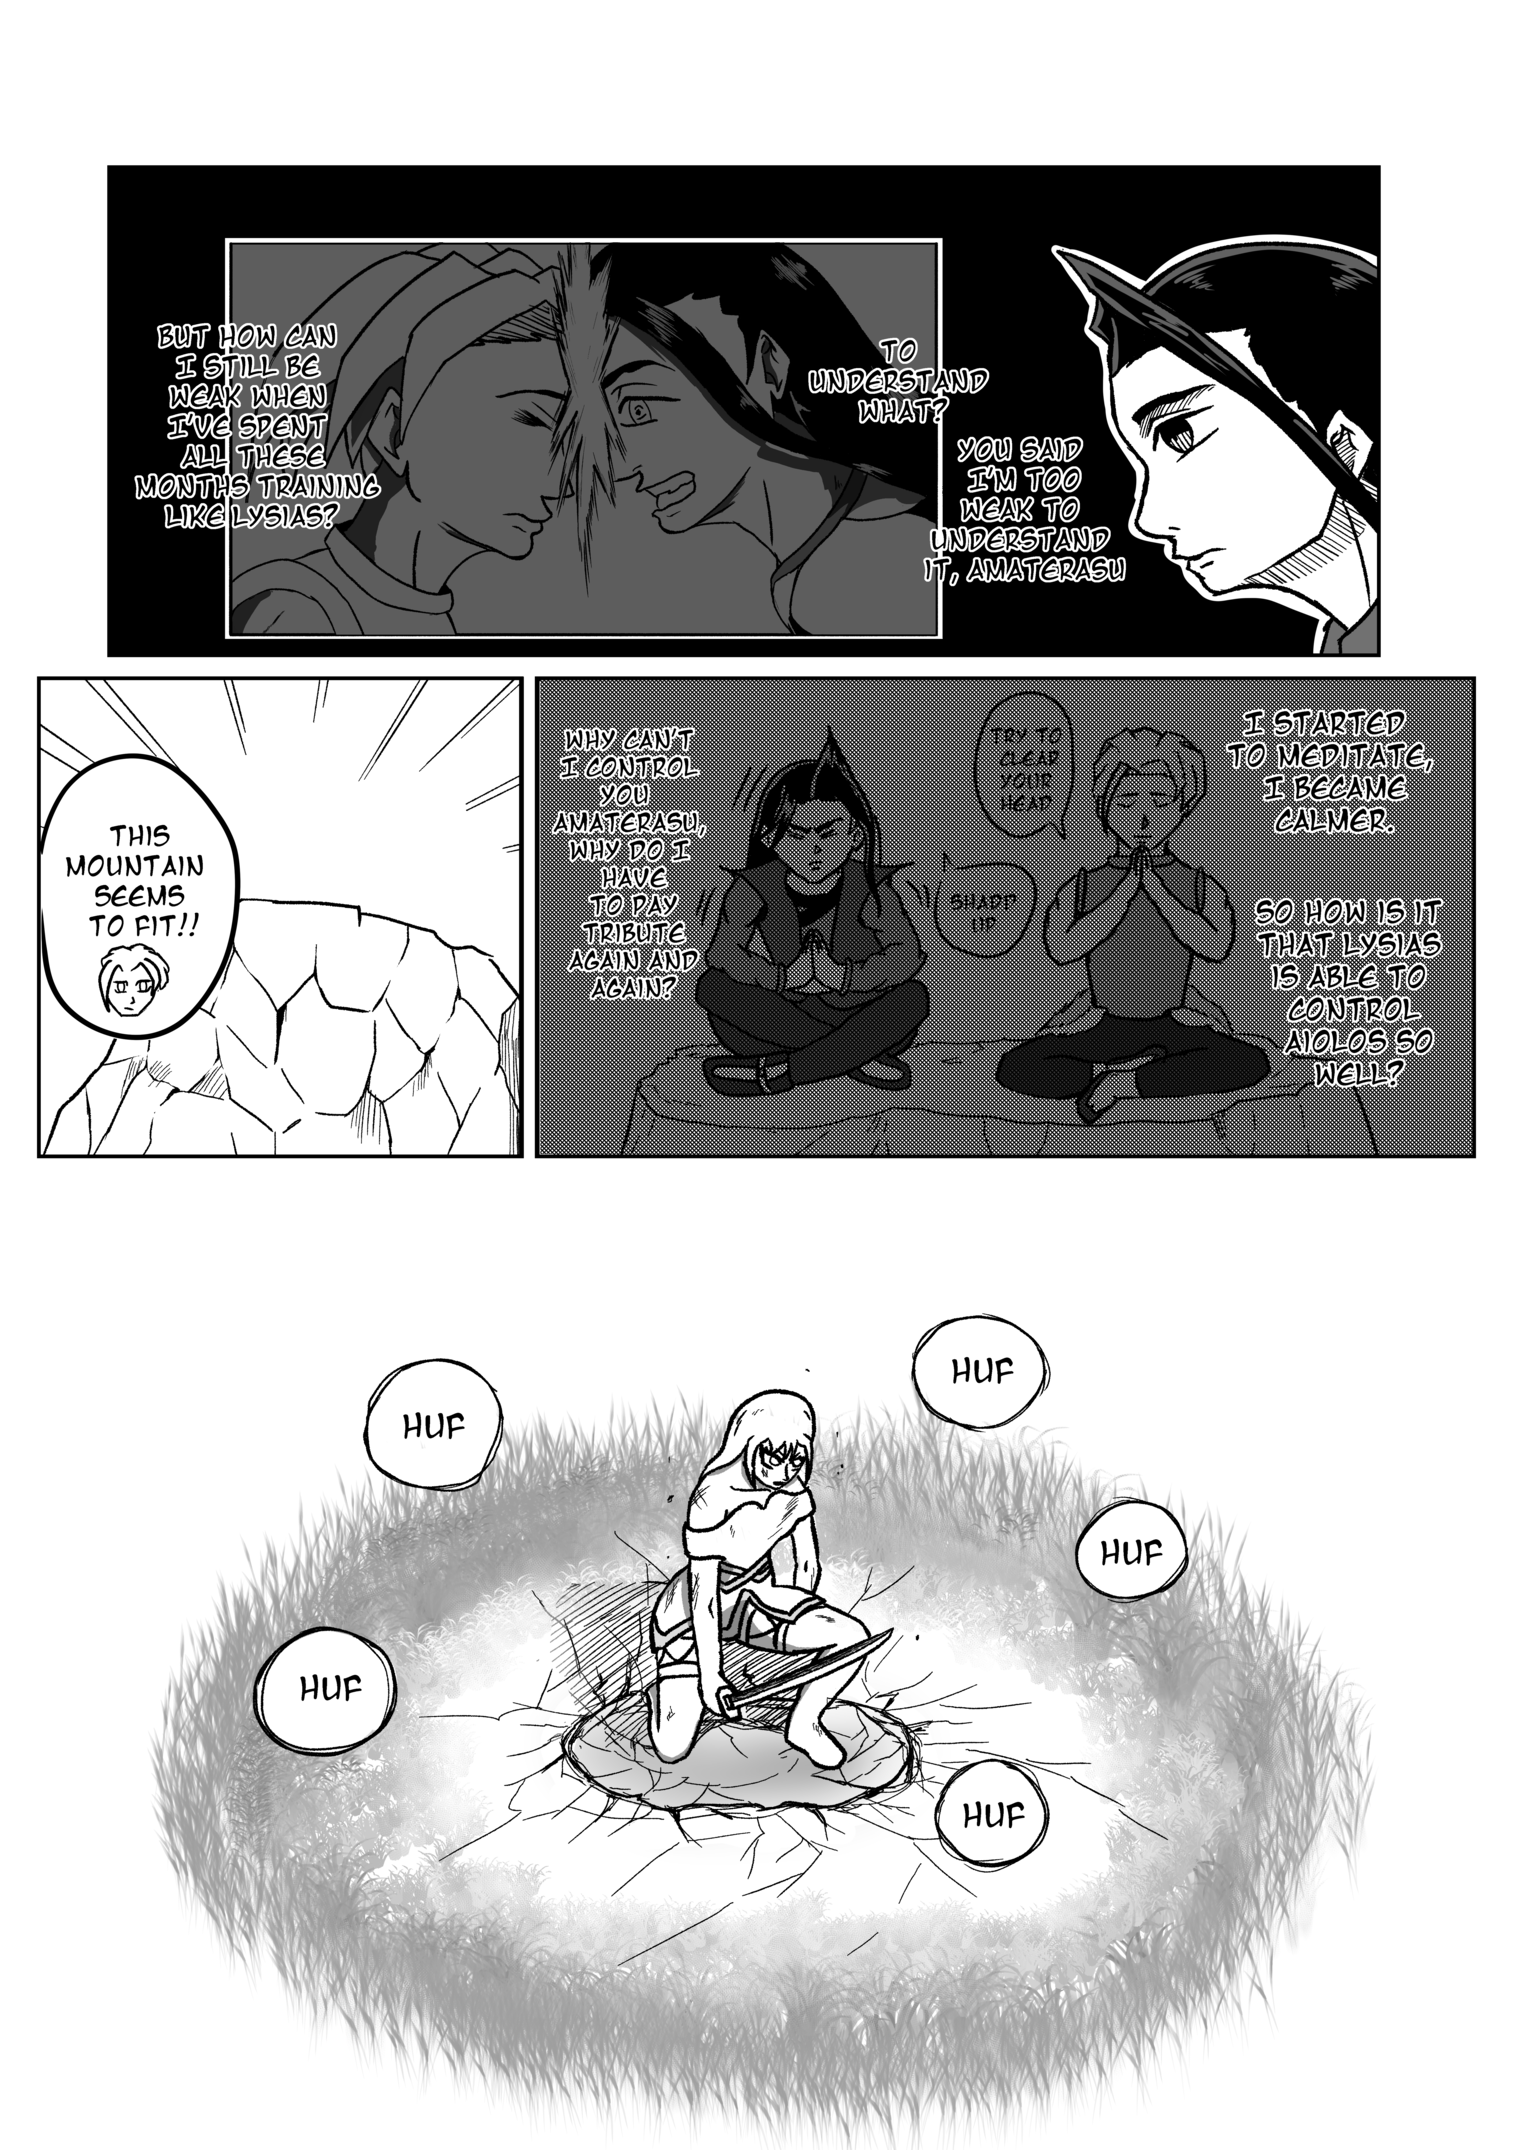 YOU SAID
I'M TOO
WEAK TO
UNDERSTAND
IT, AMATERASU
TO
UNDERSTAND
WHAT?
BUT HOW CAN
I STILL BE
WEAK WHEN
I'VE SPENT
ALL THESE
MONTHS TRAINING
LIKE LYSIAS?
I STARTED
TO MEDITATE,
I BECAME
CALMER.
SO HOW IS IT
THAT LYSIAS
IS ABLE TO
CONTROL
AIOLOS SO
WELL?
TRY TO
CLEAD
YOUR
HEAD
SHARP
UP
WHY CAN'T
I CONTROL
YOU
AMATERASU,
WHY DO I
HAVE
TO PAY
TRIBUTE
AGAIN AND
AGAIN?
THIS
MOUNTAIN
SEEMS
TO FIT!!
HUF
HUF
HUF
HUF
HUF